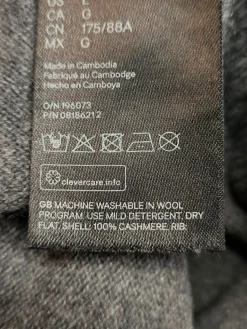 US L
CA G
CN 175/88A
MX G
Made in Cambodia
Fabriqué au Cambodge
Hecho en Camboya
O/N 196073
P/N 08186212
clevercare.info
GB MACHINE WASHABLE IN WOOL
PROGRAM. USE MILD DETERGENT. DRY
FLAT. SHELL: 100% CASHMERE. RIB: